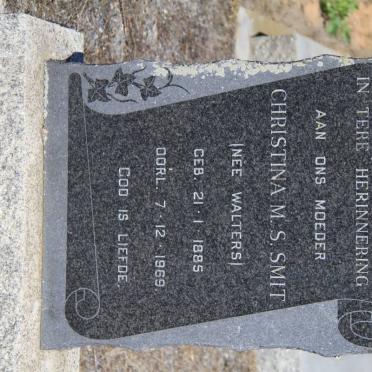 IN TERE HERINNERING
AAN ONS MOEDER
CHRISTINA M. S. SMIT
(NÉE WALTERS)
GEB. 21·1·1885
OORL. 7·12·1969.
GOD IS LIEFDE